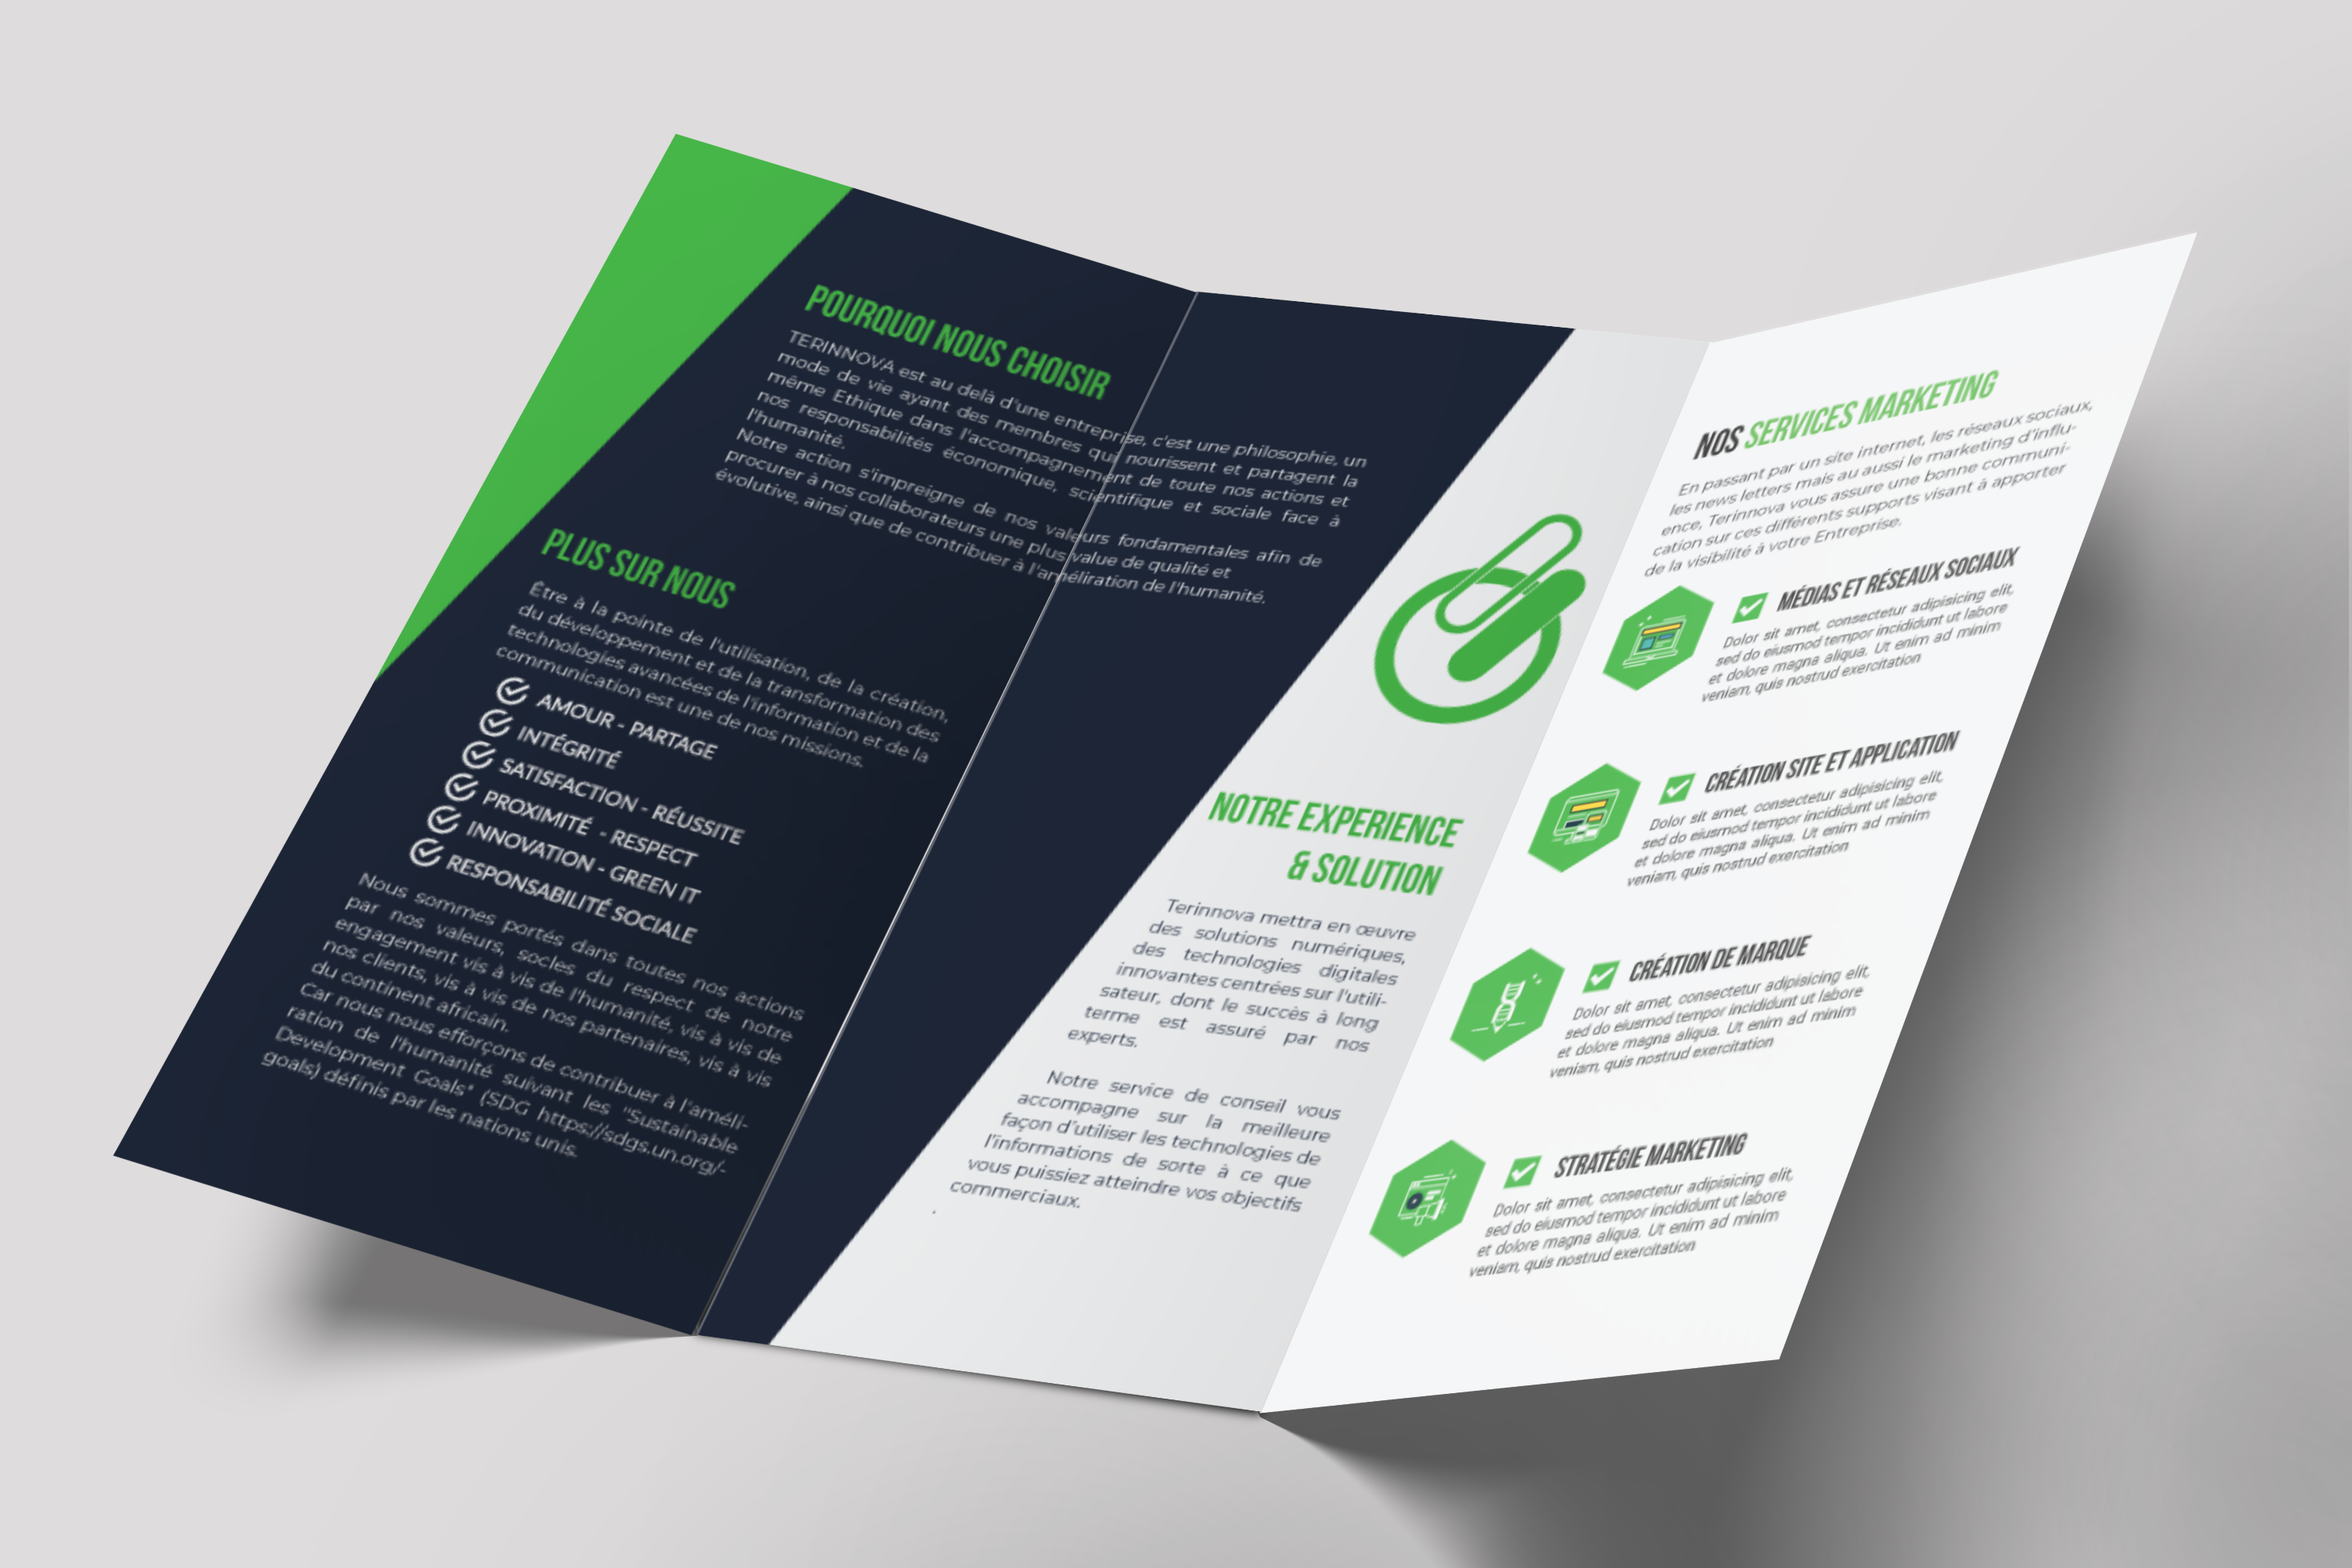 POURQUOI NOUS CHOISIR
TERINNOVA est au delà d'une entreprise, c'est une philosophie, un
mode de vie ayant des membres qui nourissent et partagent la
même Ethique dans l'accompagnement de toute nos actions et
nos responsabilités économique, scientifique et sociale face à
l'humanité.
Notre action s'impreigne de nos valeurs fondamentales afin de
procurer à nos collaborateurs une plus value de qualité et
évolutive, ainsi que de contribuer à l'améliration de l'humanité.
PLUS SUR NOUS
Être à la pointe de l'utilisation, de la création,
du développement et de la transformation des
technologies avancées de l'information et de la
communication est une de nos missions.
AMOUR - PARTAGE
INTÉGRITÉ
SATISFACTION - RÉUSSITE
PROXIMITÉ - RESPECT
INNOVATION - GREEN IT
RESPONSABILITÉ SOCIALE
Nous sommes portés dans toutes nos actions
par nos valeurs, socles du respect de notre
engagement vis à vis de l'humanité, vis à vis de
nos clients, vis à vis de nos partenaires, vis à vis
du continent africain.
Car nous nous efforçons de contribuer à l'améli-
ration de l'humanité suivant les "Sustainable
Development Goals" (SDG https://sdgs.un.org/-
goals) définis par les nations unis.
NOTRE EXPERIENCE
& SOLUTION
Terinnova mettra en œuvre
des solutions numériques,
des technologies digitales
innovantes centrées sur l'utili-
sateur, dont le succès à long
terme est assuré par nos
experts.
Notre service de conseil vous
accompagne sur la meilleure
façon d'utiliser les technologies de
l'informations de sorte à ce que
vous puissiez atteindre vos objectifs
commerciaux.
.
NOS SERVICES MARKETING
En passant par un site internet, les réseaux sociaux,
les news letters mais au aussi le marketing d'influ-
ence, Terinnova vous assure une bonne communi-
cation sur ces différents supports visant à apporter
de la visibilité à votre Entreprise.
MÉDIAS ET RÉSEAUX SOCIAUX
Dolor sit amet, consectetur adipisicing elit,
sed do eiusmod tempor incididunt ut labore
et dolore magna aliqua. Ut enim ad minim
veniam, quis nostrud exercitation
CRÉATION SITE ET APPLICATION
Dolor sit amet, consectetur adipisicing elit,
sed do eiusmod tempor incididunt ut labore
et dolore magna aliqua. Ut enim ad minim
veniam, quis nostrud exercitation
CRÉATION DE MARQUE
Dolor sit amet, consectetur adipisicing elit,
sed do eiusmod tempor incididunt ut labore
et dolore magna aliqua. Ut enim ad minim
veniam, quis nostrud exercitation
STRATÉGIE MARKETING
Dolor sit amet, consectetur adipisicing elit,
sed do eiusmod tempor incididunt ut labore
et dolore magna aliqua. Ut enim ad minim
veniam, quis nostrud exercitation